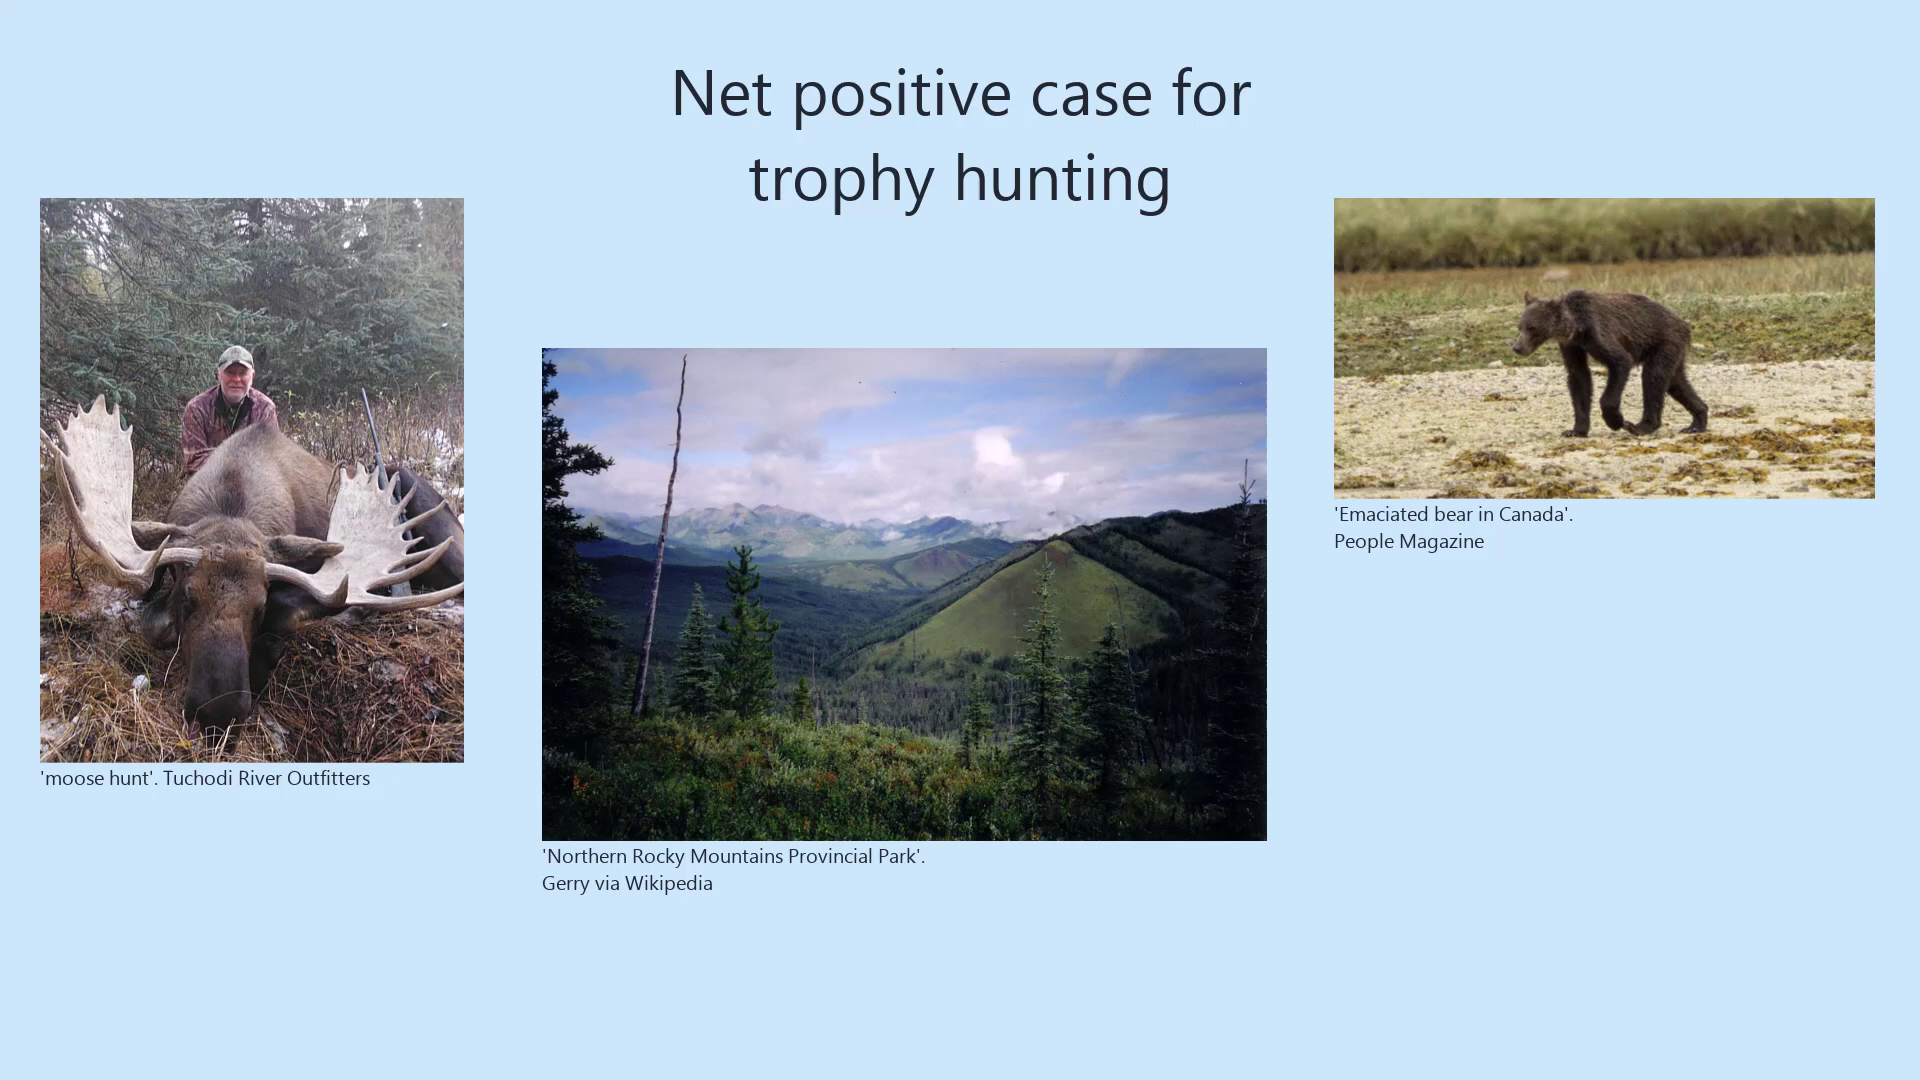 Net positive case for
trophy hunting
'moose hunt'. Tuchodi River Outfitters
'Northern Rocky Mountains Provincial Park'.
Gerry via Wikipedia
'Emaciated bear in Canada'.
People Magazine